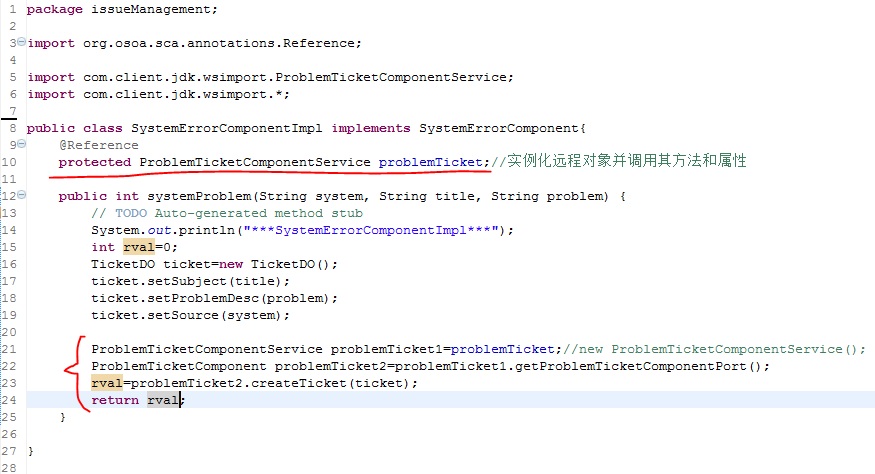 1 package issueManagement;
2
3 import org.osoa.sca.annotations.Reference;
4
5 import com.client.jdk.wsimport.ProblemTicketComponentService;
6 import com.client.jdk.wsimport.*;
7
8 public class SystemErrorComponentImpl implements SystemErrorComponent{
9 @Reference
10 protected ProblemTicketComponentService problemTicket;//实例化远程对象并调用其方法和属性
11
12 public int systemProblem(String system, String title, String problem) {
13 // TODO Auto-generated method stub
14 System.out.println("***SystemErrorComponentImpl***");
15 int rval=0;
16 TicketDO ticket=new TicketDO();
17 ticket.setSubject(title);
18 ticket.setProblemDesc(problem);
19 ticket.setSource(system);
20
21 ProblemTicketComponentService problemTicket1=problemTicket;//new ProblemTicketComponentService();
22 ProblemTicketComponent problemTicket2=problemTicket1.getProblemTicketComponentPort();
23 rval=problemTicket2.createTicket(ticket);
24 return rval;
25 }
26
27 }
28